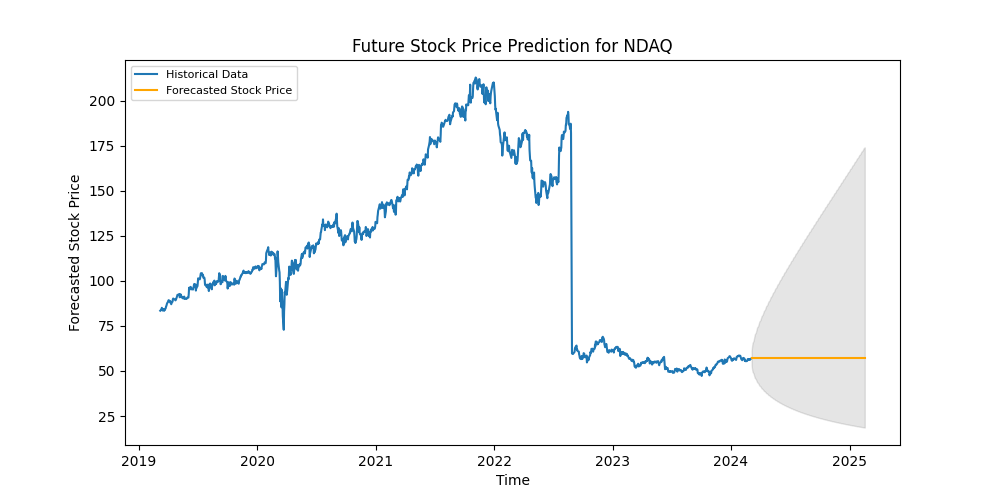 Future Stock Price Prediction for NDAQ
Historical Data
Forecasted Stock Price
200
175
150
125
100
75
50
25
Forecasted Stock Price
2019 2020 2021 2022 2023 2024 2025
Time